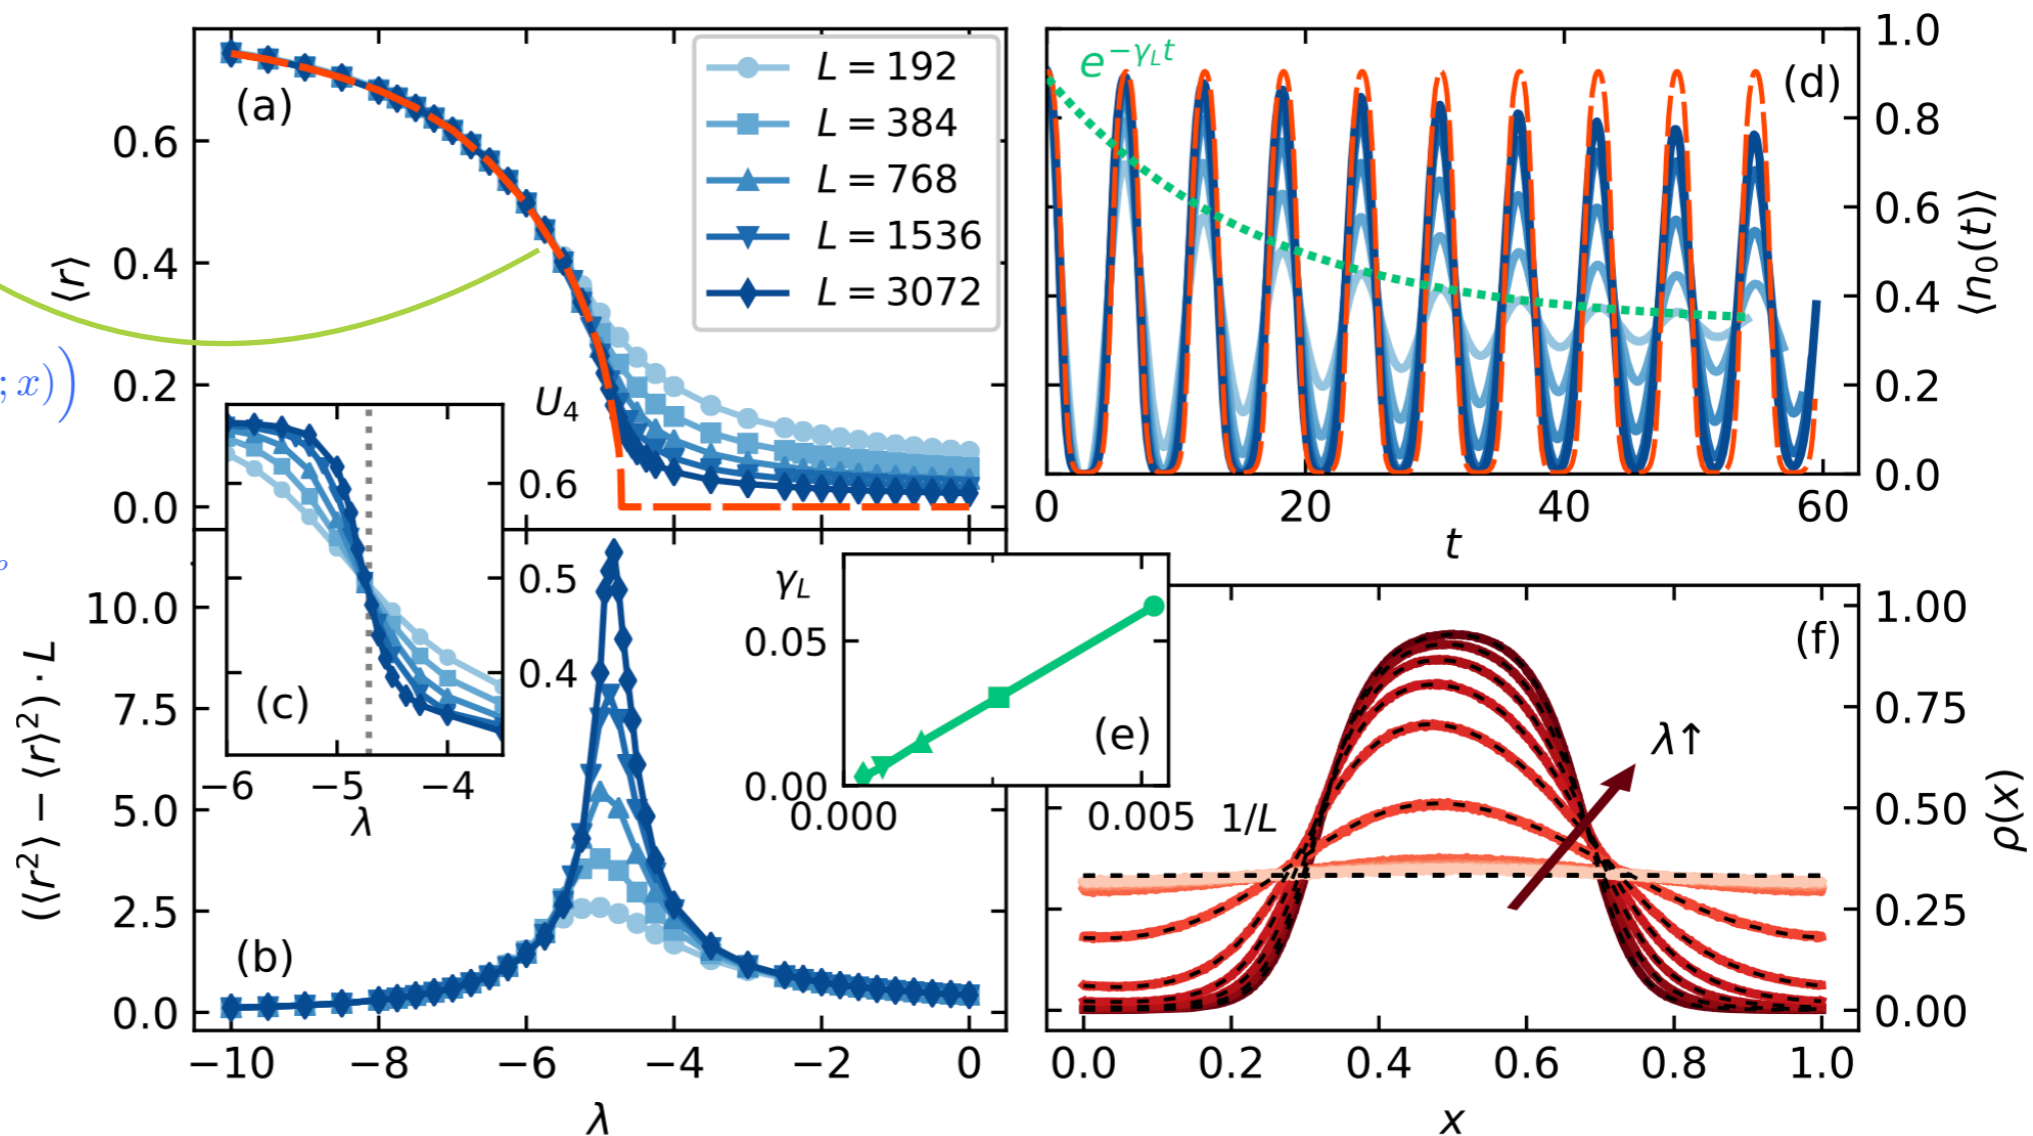 (a)
L = 192
L = 384
L = 768
L = 1536
L = 3072
0.6
0.4
0.2
0.0
⟨r⟩
; x))
(c)
U₄
0.6
0.5
0.4
−6 −5 −4
λ
(b)
10.0
7.5
5.0
2.5
0.0
(⟨r²⟩ − ⟨r⟩²) · L
−10 −8 −6 −4 −2 0
λ
(d)
e^{−γ_L t}
1.0
0.8
0.6
0.4
0.2
0.0
⟨n₀(t)⟩
0 20 40 60
t
(e)
γ_L
0.05
0.00
0.000 0.005 1/L
(f)
λ↑
1.00
0.75
0.50
0.25
0.00
ρ(x)
0.0 0.2 0.4 0.6 0.8 1.0
x